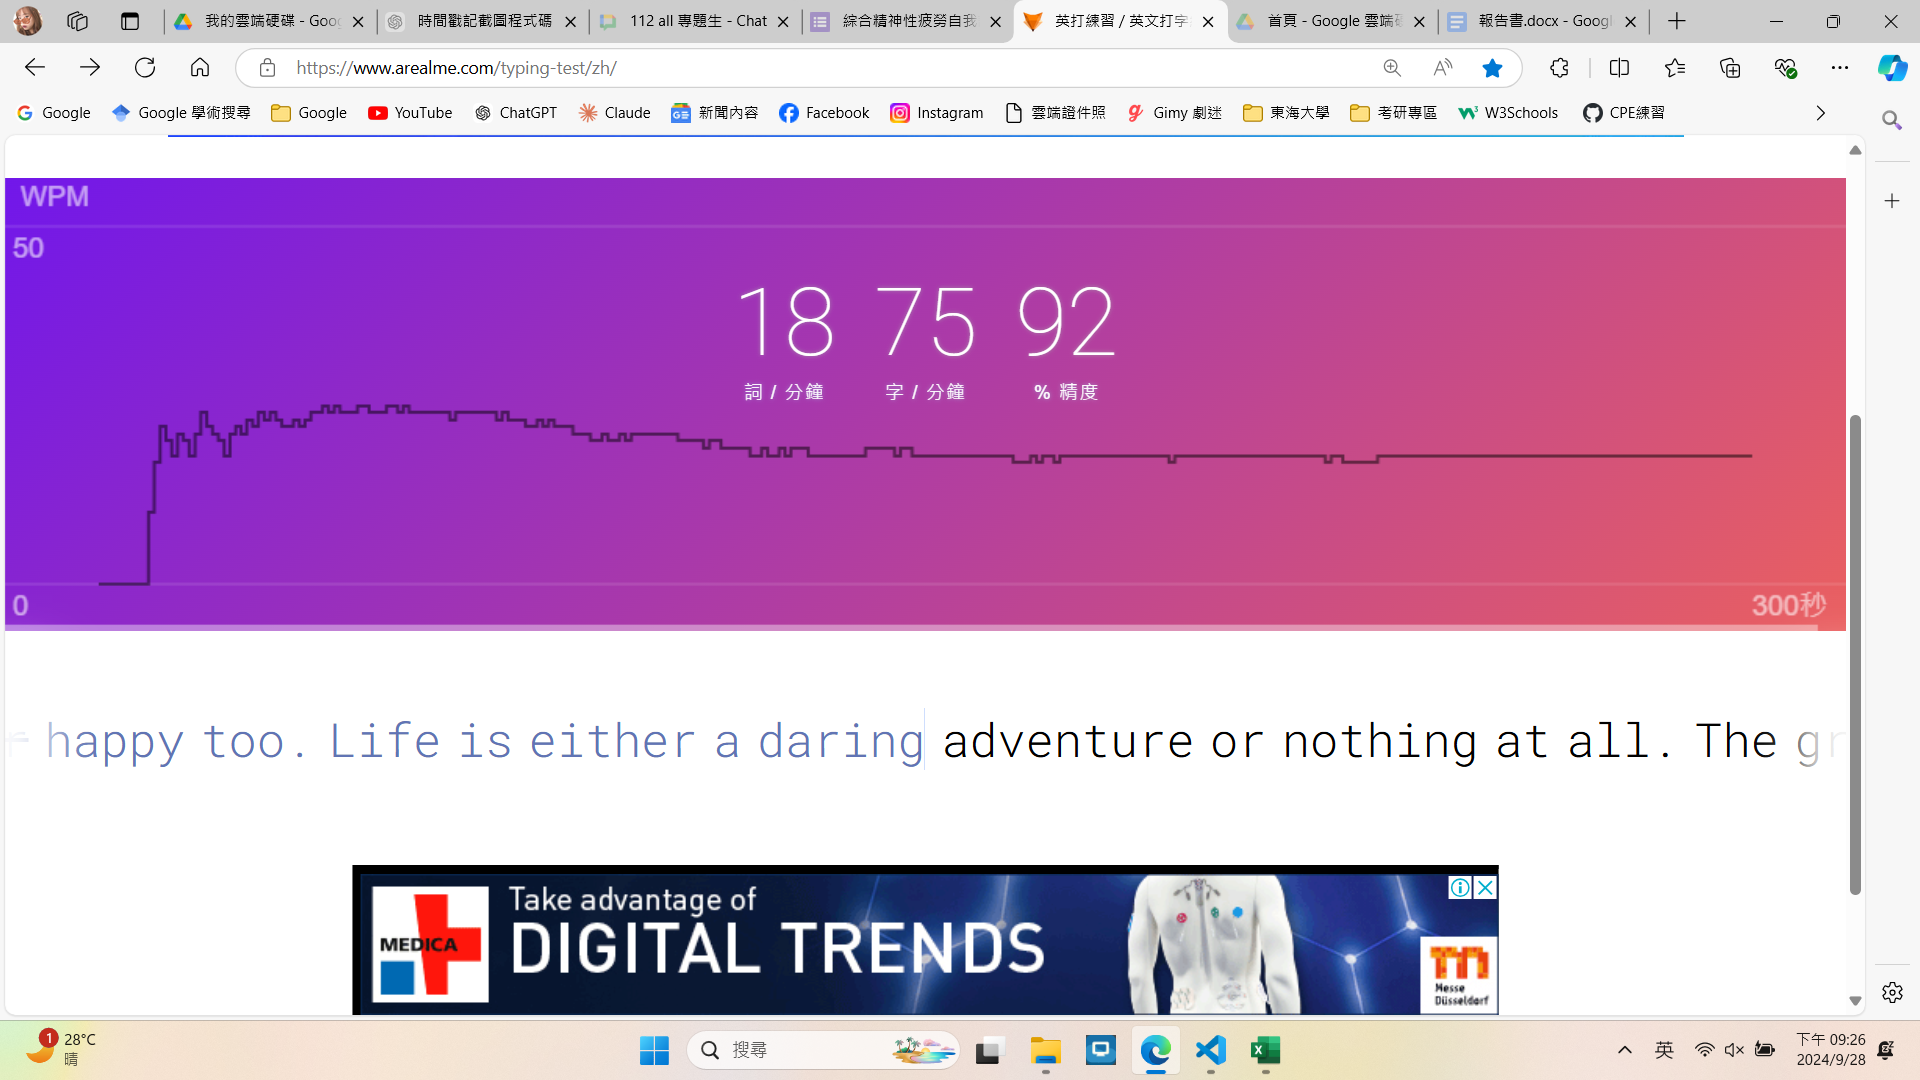 我的雲端硬碟 - Goog
時間戳記截圖程式碼
112 all 專題生 - Chat
綜合精神性疲勞自我
英打練習 / 英文打字
首頁 - Google 雲端硬
報告書.docx - Googl
https://www.arealme.com/typing-test/zh/
Google
Google 學術搜尋
Google
YouTube
ChatGPT
Claude
新聞內容
Facebook
Instagram
雲端證件照
Gimy 劇迷
東海大學
考研專區
W3Schools
CPE練習
WPM
50
18 75 92
詞 / 分鐘 字 / 分鐘 % 精度
0 300秒
r happy too. Life is either a daring adventure or nothing at all. The gr
Take advantage of
DIGITAL TRENDS
MEDICA
Messe
Düsseldorf
1
28°C
晴
搜尋
英
下午 09:26
2024/9/28